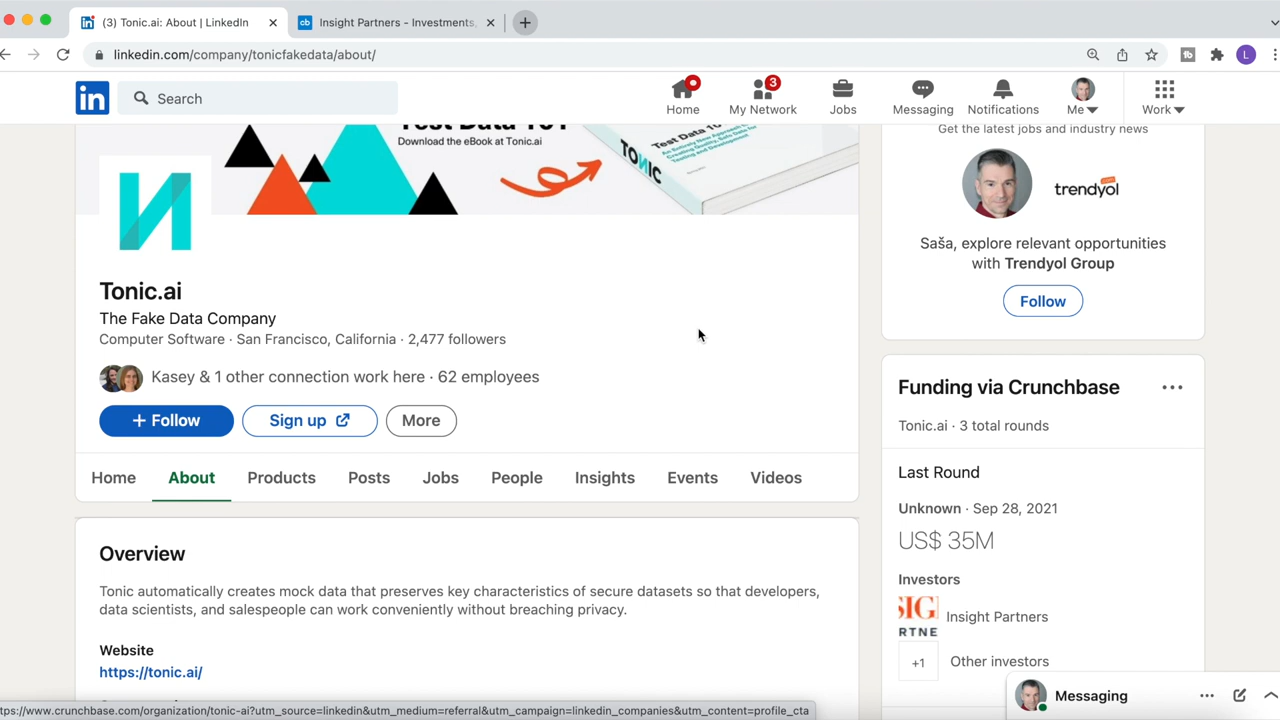 (3) Tonic.ai: About | LinkedIn
cb
Insight Partners - Investments,
linkedin.com/company/tonicfakedata/about/
L
in
Search
Home
3
My Network
Jobs
Messaging
Notifications
Me
Work
Download the eBook at Tonic.ai
TONIC
Get the latest jobs and industry news
trendyol
Saša, explore relevant opportunities
with Trendyol Group
Follow
Tonic.ai
The Fake Data Company
Computer Software · San Francisco, California · 2,477 followers
Kasey & 1 other connection work here · 62 employees
+ Follow
Sign up
More
Home
About
Products
Posts
Jobs
People
Insights
Events
Videos
Funding via Crunchbase
Tonic.ai · 3 total rounds
Last Round
Unknown · Sep 28, 2021
US$ 35M
Investors
SIG
RTNE
Insight Partners
+1
Other investors
Overview
Tonic automatically creates mock data that preserves key characteristics of secure datasets so that developers,
data scientists, and salespeople can work conveniently without breaching privacy.
Website
https://tonic.ai/
Messaging
tps://www.crunchbase.com/organization/tonic-ai?utm_source=linkedin&utm_medium=referral&utm_campaign=linkedin_companies&utm_content=profile_cta